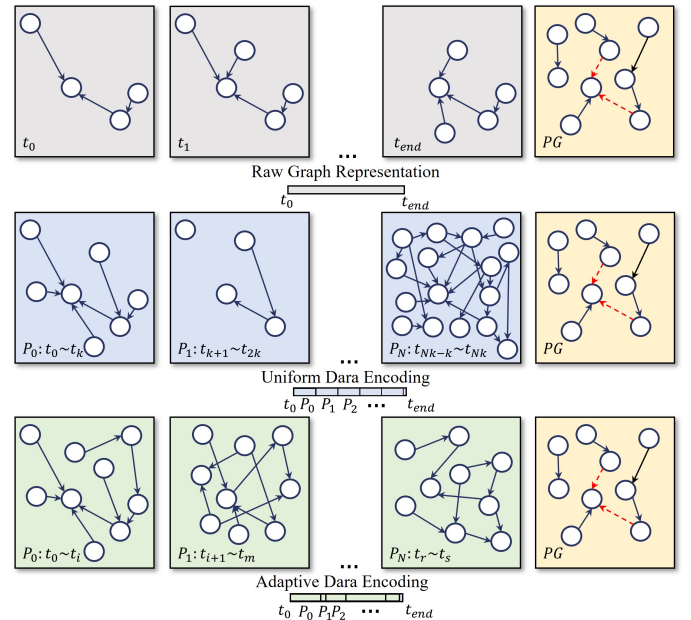 t0 t1 ... tend PG
Raw Graph Representation
t0 tend
P0: t0~tk P1: tk+1~t2k ... PN: tNk−k~tNk PG
Uniform Dara Encoding
t0 P0 P1 P2 ... tend
P0: t0~ti P1: ti+1~tm ... PN: tr~ts PG
Adaptive Dara Encoding
t0 P0 P1 P2 ... tend